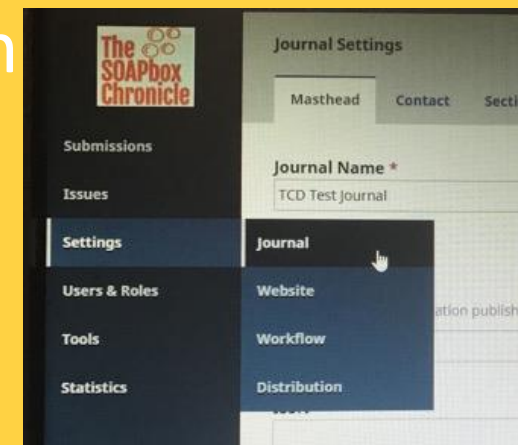 The
SOAPbox
Chronicle
Submissions
Issues
Settings
Users & Roles
Tools
Statistics
Journal Settings
Masthead Contact
Journal Name *
TCD Test Journal
Journal
Website
Workflow
Distribution